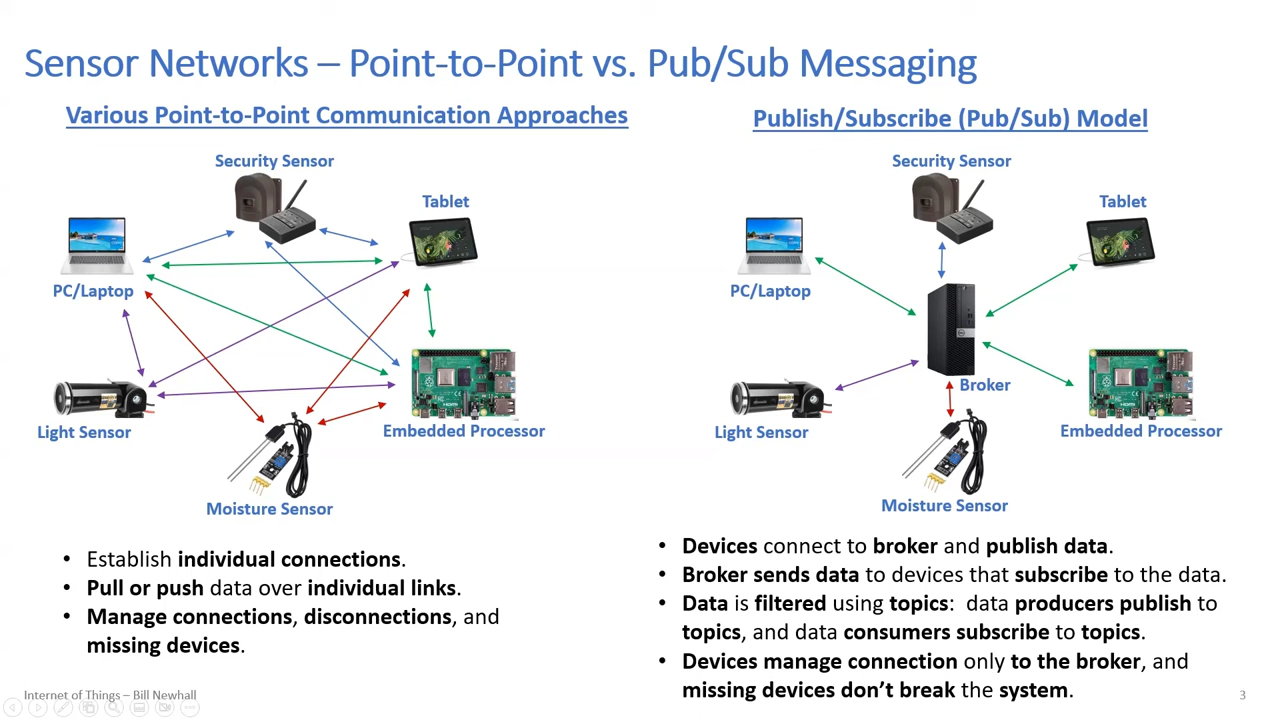 Sensor Networks – Point-to-Point vs. Pub/Sub Messaging
Various Point-to-Point Communication Approaches
Security Sensor
Tablet
PC/Laptop
Light Sensor
Embedded Processor
Moisture Sensor
• Establish individual connections.
• Pull or push data over individual links.
• Manage connections, disconnections, and
missing devices.
Publish/Subscribe (Pub/Sub) Model
Security Sensor
Tablet
PC/Laptop
Broker
Light Sensor
Embedded Processor
Moisture Sensor
• Devices connect to broker and publish data.
• Broker sends data to devices that subscribe to the data.
• Data is filtered using topics:  data producers publish to
topics, and data consumers subscribe to topics.
• Devices manage connection only to the broker, and
missing devices don’t break the system.
Internet of Things – Bill Newhall
3